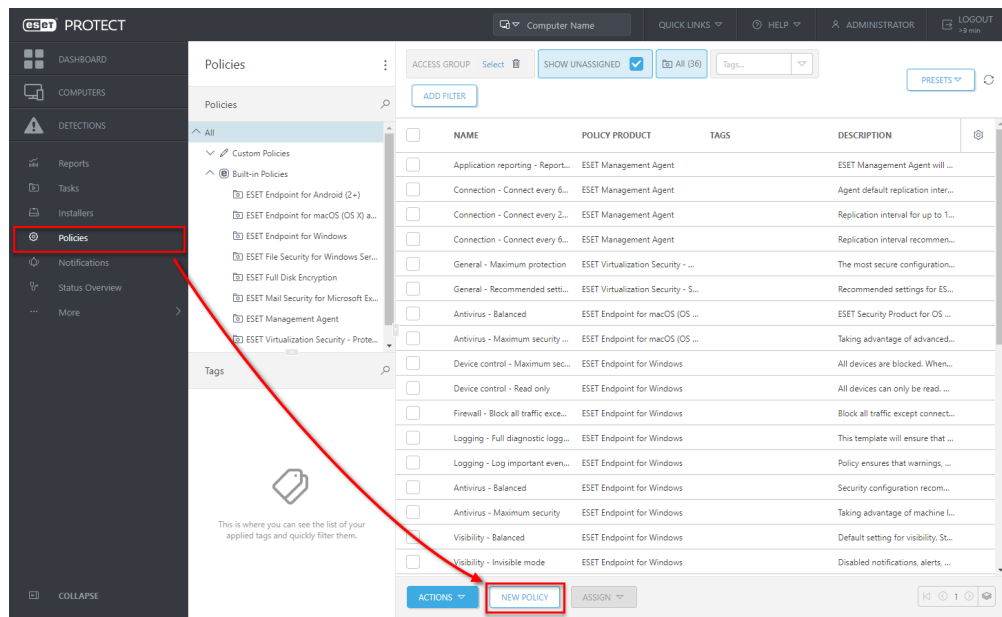 eset PROTECT
Computer Name
QUICK LINKS
HELP
ADMINISTRATOR
LOGOUT
>9 min
DASHBOARD
COMPUTERS
DETECTIONS
Reports
Tasks
Installers
Policies
Notifications
Status Overview
More
COLLAPSE
Policies
Policies
All
Custom Policies
Built-in Policies
ESET Endpoint for Android (2+)
ESET Endpoint for macOS (OS X) a...
ESET Endpoint for Windows
ESET File Security for Windows Ser...
ESET Full Disk Encryption
ESET Mail Security for Microsoft Ex...
ESET Management Agent
ESET Virtualization Security - Prote...
Tags
This is where you can see the list of your
applied tags and quickly filter them.
ACCESS GROUP Select
SHOW UNASSIGNED
All (36)
Tags...
PRESETS
ADD FILTER
NAME POLICY PRODUCT TAGS DESCRIPTION
Application reporting - Report... ESET Management Agent ESET Management Agent will ...
Connection - Connect every 6... ESET Management Agent Agent default replication inter...
Connection - Connect every 2... ESET Management Agent Replication interval for up to 1...
Connection - Connect every 6... ESET Management Agent Replication interval recommen...
General - Maximum protection ESET Virtualization Security - ... The most secure configuration...
General - Recommended setti... ESET Virtualization Security - S... Recommended settings for ES...
Antivirus - Balanced ESET Endpoint for macOS (OS ... ESET Security Product for OS ...
Antivirus - Maximum security ... ESET Endpoint for macOS (OS ... Taking advantage of advanced...
Device control - Maximum sec... ESET Endpoint for Windows All devices are blocked. When...
Device control - Read only ESET Endpoint for Windows All devices can only be read. ...
Firewall - Block all traffic exce... ESET Endpoint for Windows Block all traffic except connect...
Logging - Full diagnostic logg... ESET Endpoint for Windows This template will ensure that ...
Logging - Log important even... ESET Endpoint for Windows Policy ensures that warnings, ...
Antivirus - Balanced ESET Endpoint for Windows Security configuration recom...
Antivirus - Maximum security ESET Endpoint for Windows Taking advantage of machine l...
Visibility - Balanced ESET Endpoint for Windows Default setting for visibility. St...
Visibility - Invisible mode ESET Endpoint for Windows Disabled notifications, alerts, ...
ACTIONS
NEW POLICY
ASSIGN
1